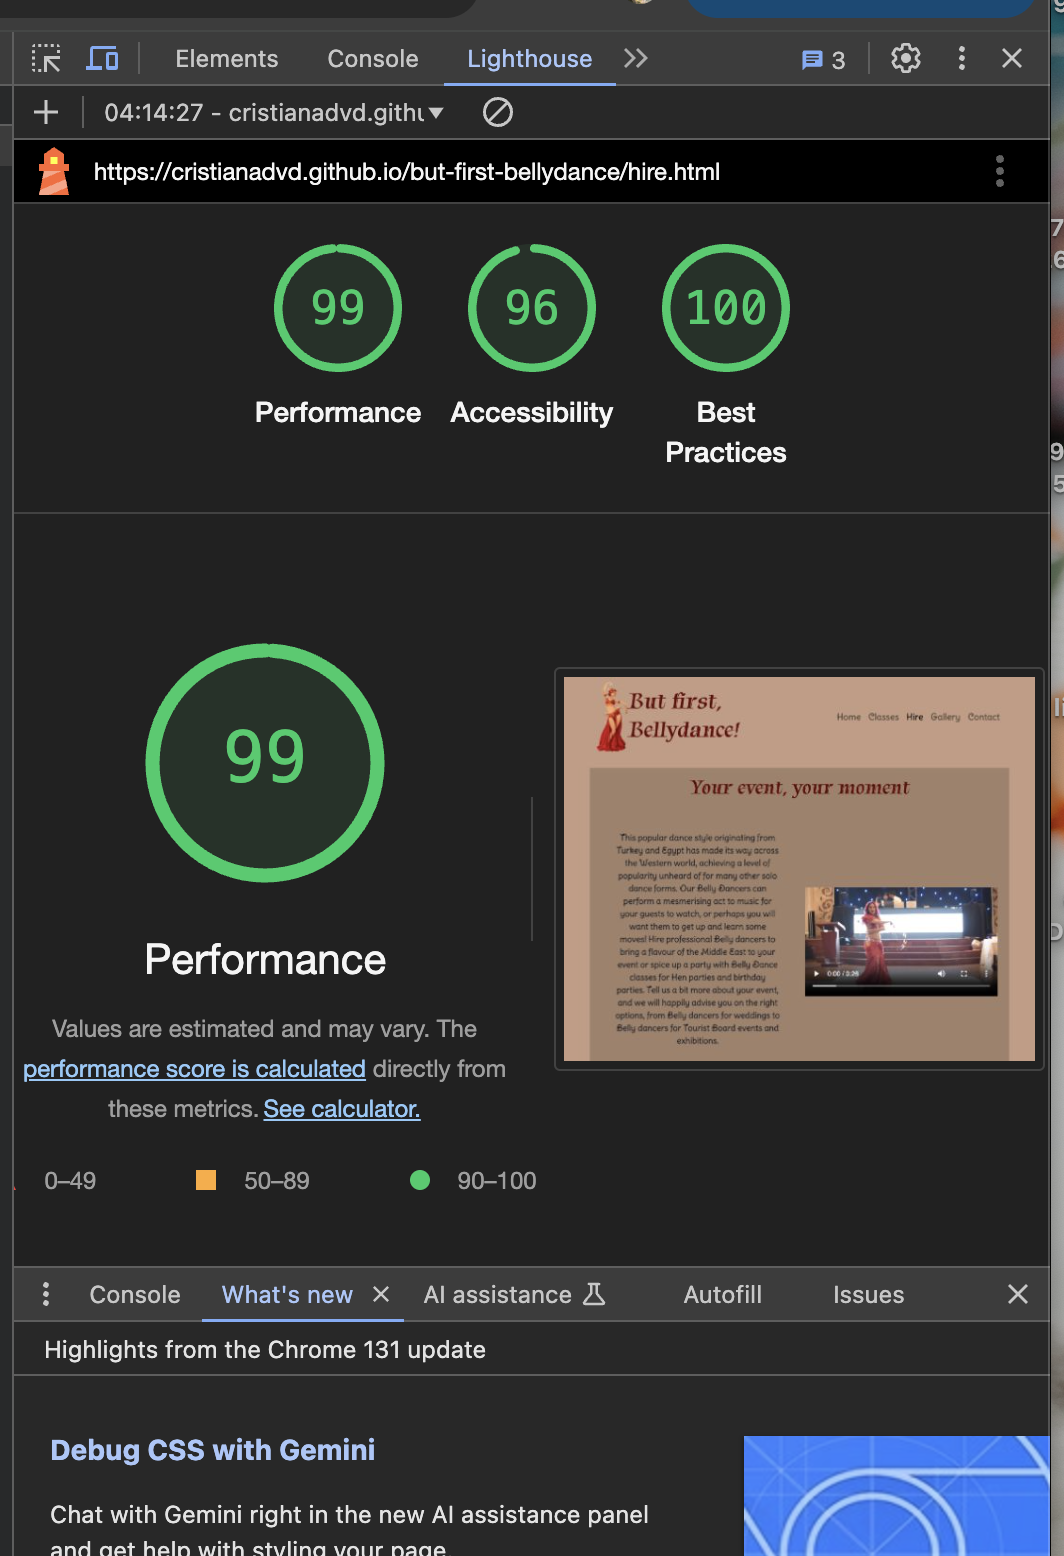 Elements Console Lighthouse 3
04:14:27 - cristianadvd.githu
https://cristianadvd.github.io/but-first-bellydance/hire.html
99 96 100
Performance Accessibility Best
Practices
99
Performance
Values are estimated and may vary. The
performance score is calculated directly from
these metrics. See calculator.
0–49 50–89 90–100
But first,
Bellydance!
Home Classes Hire Gallery Contact
Your event, your moment
This popular dance style originating from
Turkey and Egypt has made its way across
the Western world, achieving a level of
popularity unheard of for many other solo
dance forms. Our Belly Dancers can
perform a mesmerising act to music for
your guests to watch, or perhaps you will
want them to get up and learn some
moves! Hire professional Belly dancers to
bring a flavour of the Middle East to your
event or spice up a party with Belly Dance
classes for Hen parties and birthday
parties. Tell us a bit more about your event,
and we will happily advise you on the right
options, from Belly dancers for weddings to
Belly dancers for Tourist Board events and
exhibitions.
0:00 / 3:26
Console What's new AI assistance Autofill Issues
Highlights from the Chrome 131 update
Debug CSS with Gemini
Chat with Gemini right in the new AI assistance panel
and get help with styling your page.